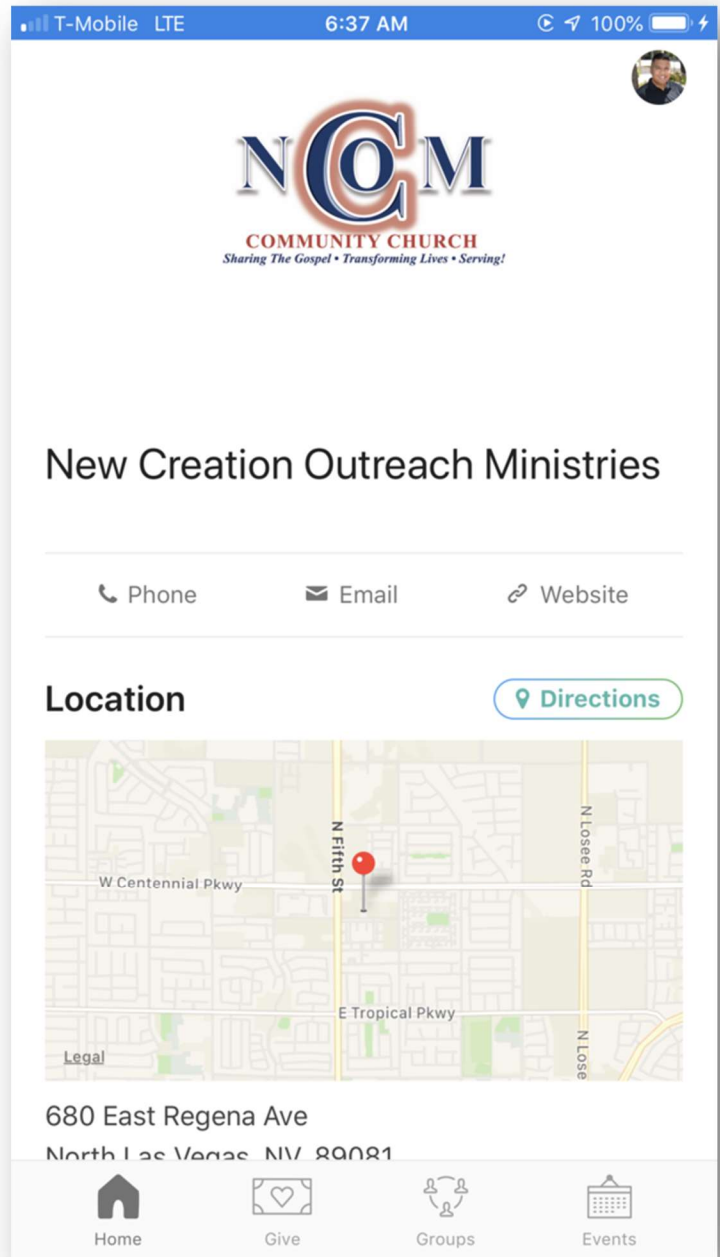 T-Mobile LTE 6:37 AM 100%
NCOM
COMMUNITY CHURCH
Sharing The Gospel • Transforming Lives • Serving!
New Creation Outreach Ministries
Phone Email Website
Location Directions
N Fifth St
N Losee Rd
W Centennial Pkwy
E Tropical Pkwy
N Lose
Legal
680 East Regena Ave
North Las Vegas, NV, 89081
Home Give Groups Events